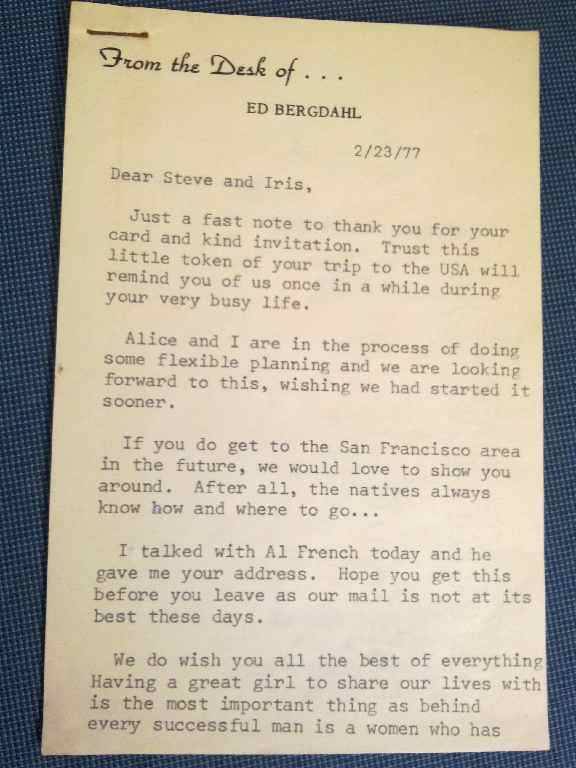 From the Desk of . . .
ED BERGDAHL
2/23/77
Dear Steve and Iris,
Just a fast note to thank you for your
card and kind invitation. Trust this
little token of your trip to the USA will
remind you of us once in a while during
your very busy life.
Alice and I are in the process of doing
some flexible planning and we are looking
forward to this, wishing we had started it
sooner.
If you do get to the San Francisco area
in the future, we would love to show you
around. After all, the natives always
know how and where to go...
I talked with Al French today and he
gave me your address. Hope you get this
before you leave as our mail is not at its
best these days.
We do wish you all the best of everything
Having a great girl to share our lives with
is the most important thing as behind
every successful man is a women who has